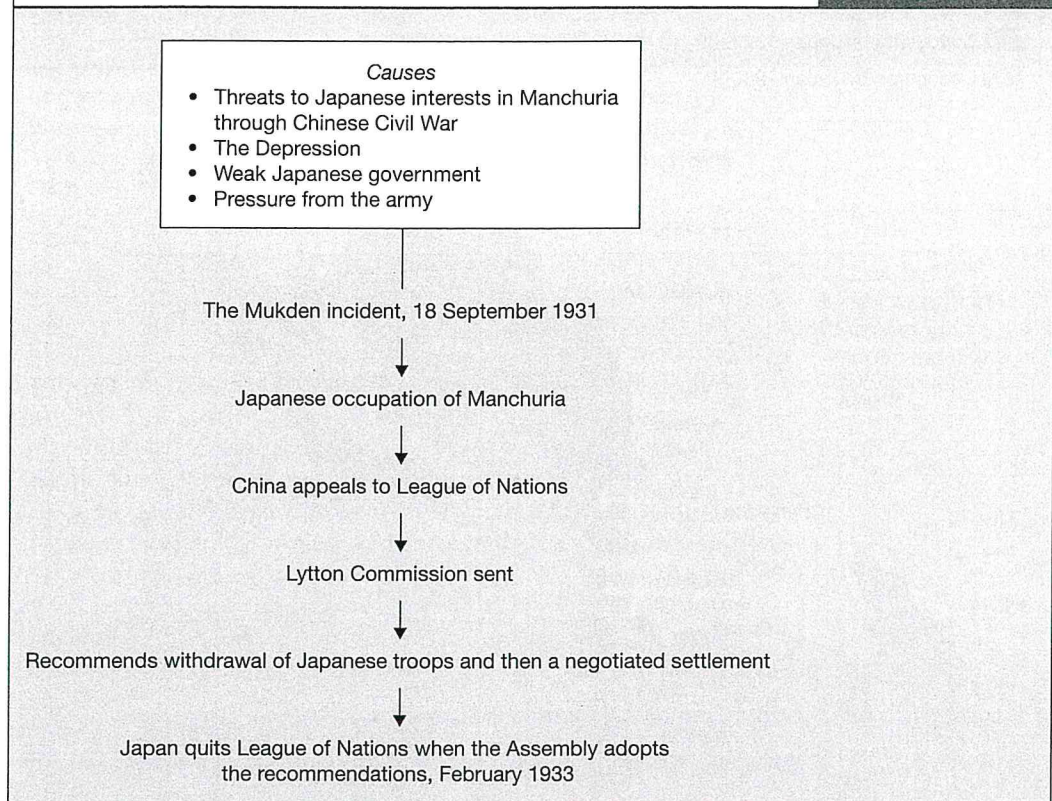 Causes
• Threats to Japanese interests in Manchuria
through Chinese Civil War
• The Depression
• Weak Japanese government
• Pressure from the army
The Mukden incident, 18 September 1931
Japanese occupation of Manchuria
China appeals to League of Nations
Lytton Commission sent
Recommends withdrawal of Japanese troops and then a negotiated settlement
Japan quits League of Nations when the Assembly adopts
the recommendations, February 1933